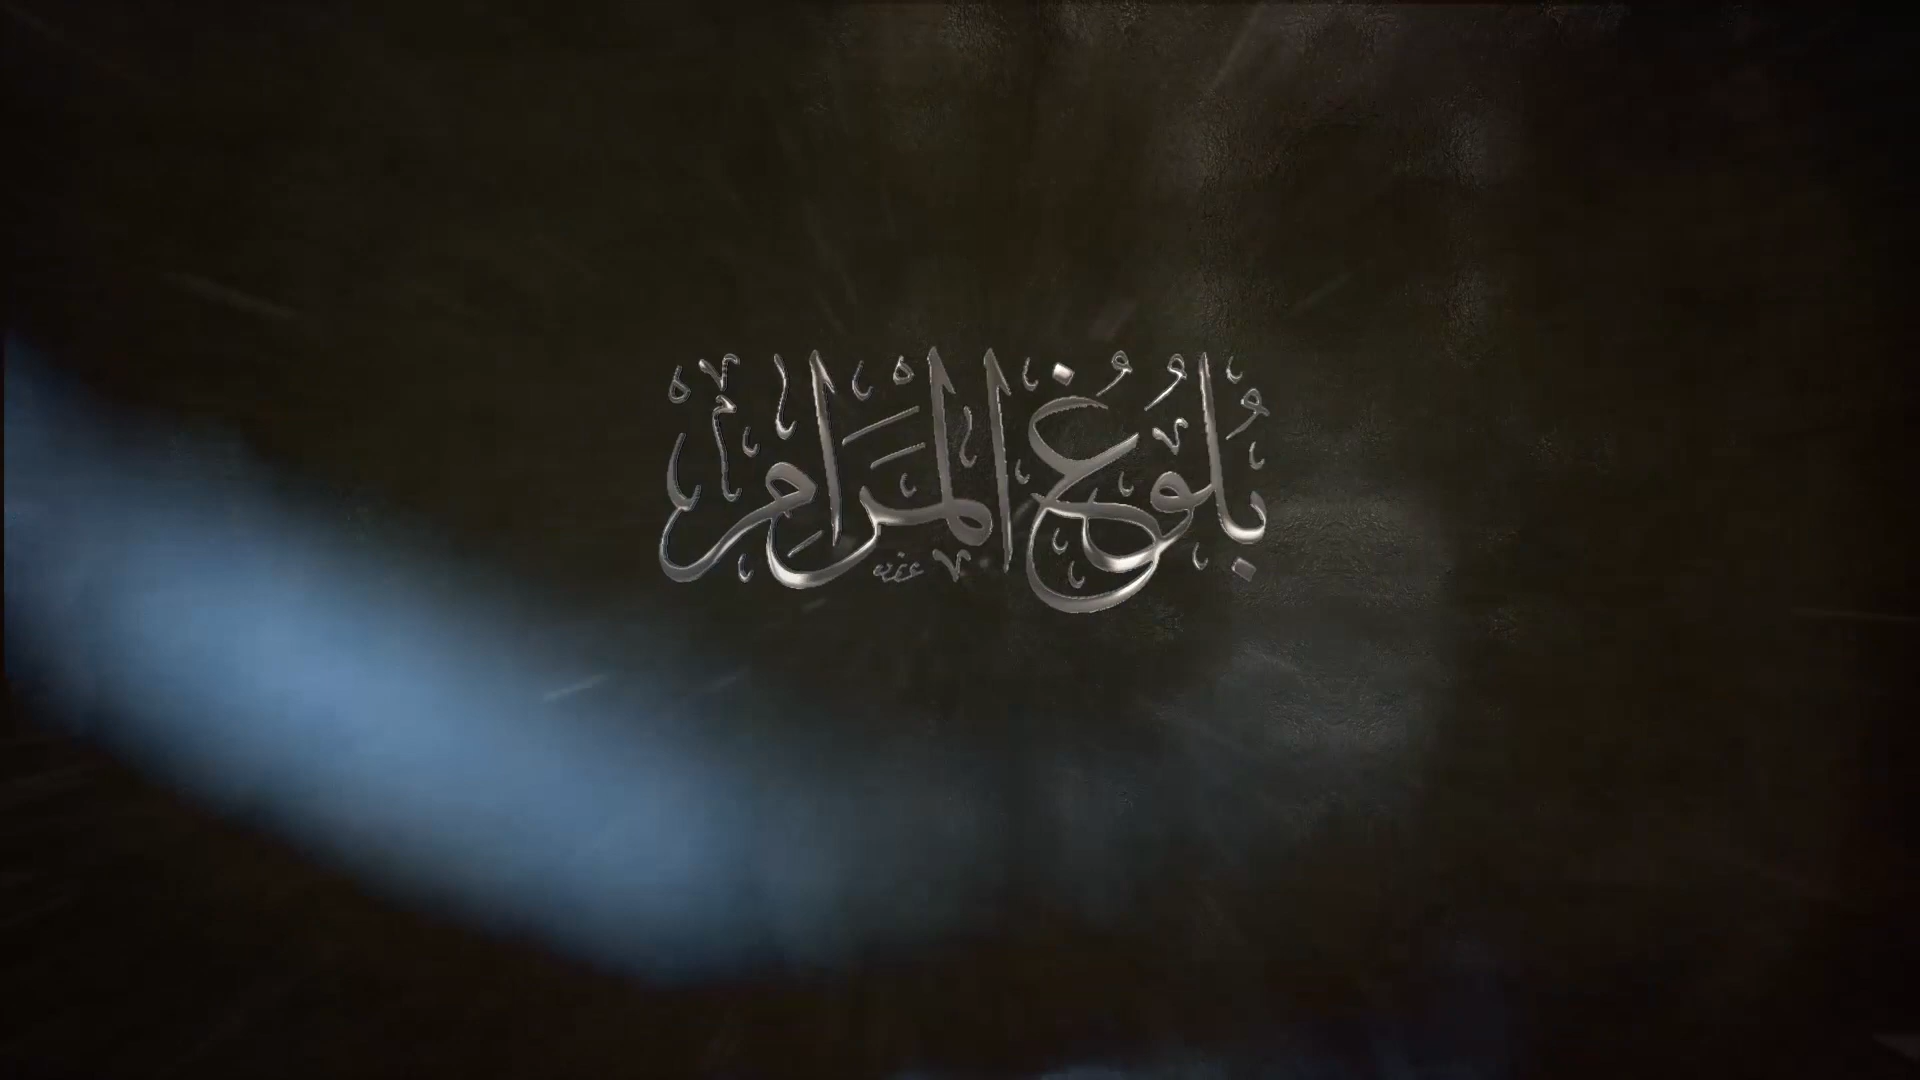 بُلُوغُ المَرَامِ